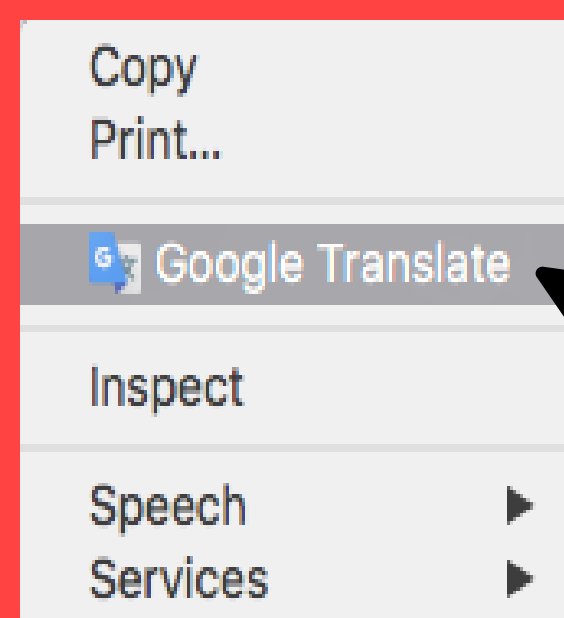 Copy
Print...
G Google Translate
Inspect
Speech
Services